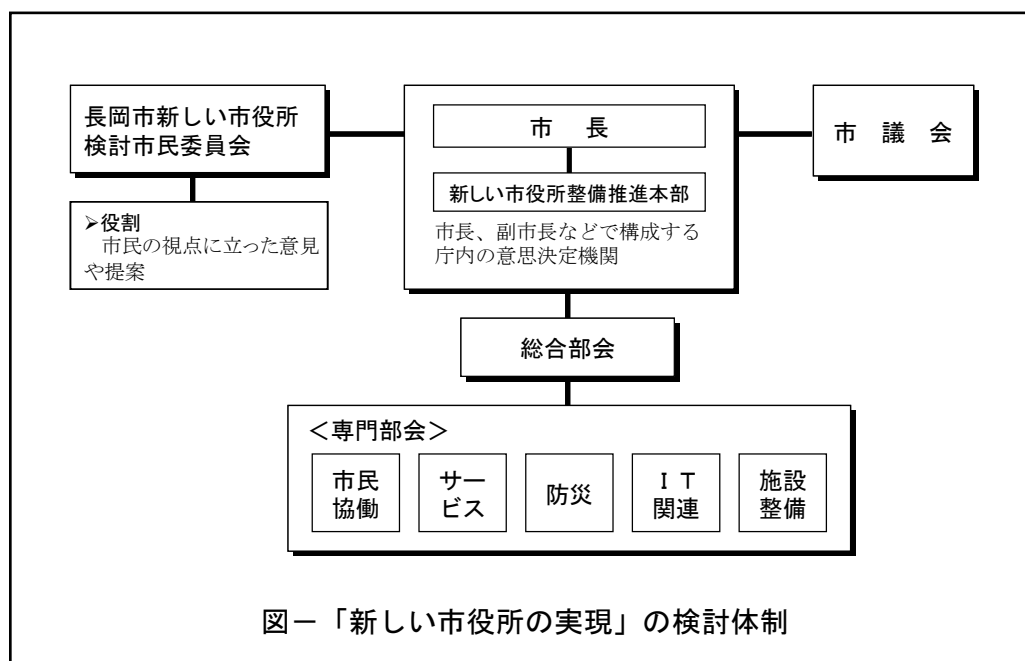 長岡市新しい市役所
検討市民委員会
➢役割
市民の視点に立った意見
や提案
市　長
新しい市役所整備推進本部
市長、副市長などで構成する
庁内の意思決定機関
市　議　会
総合部会
＜専門部会＞
市民
協働
サー
ビス
防災
ＩＴ
関連
施設
整備
図－「新しい市役所の実現」の検討体制